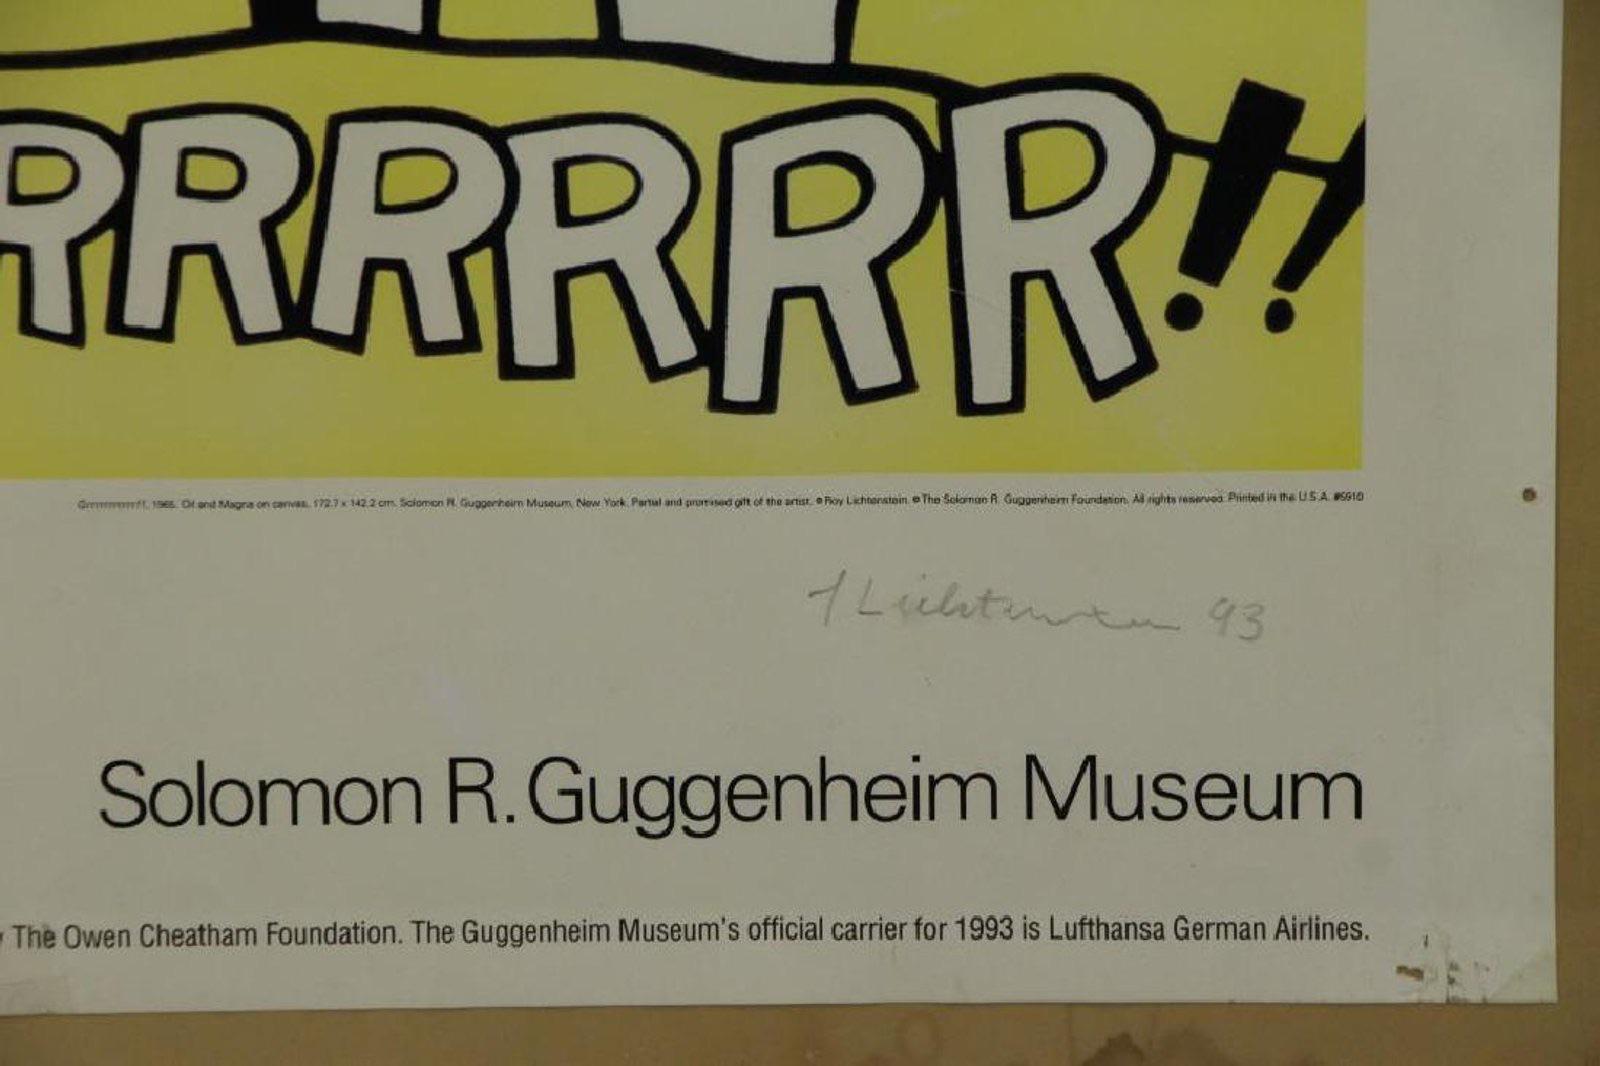 RRRRRR!!
Grrrrrrrrrrr!!, 1965. Oil and Magna on canvas, 172.7 x 142.2 cm. Solomon R. Guggenheim Museum, New York. Partial and promised gift of the artist. © Roy Lichtenstein. © The Solomon R. Guggenheim Foundation. All rights reserved. Printed in the U.S.A. #5910
Lichtenstein 93
Solomon R. Guggenheim Museum
The Owen Cheatham Foundation. The Guggenheim Museum's official carrier for 1993 is Lufthansa German Airlines.